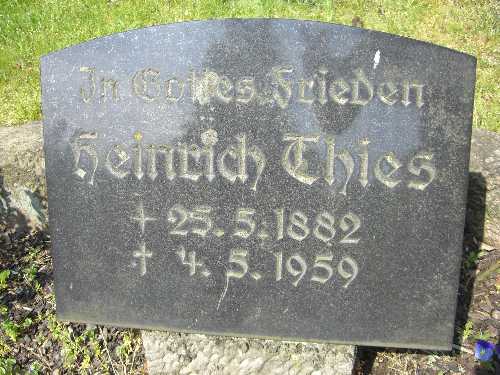 In Gottes Frieden
Heinrich Thies
+ 25. 5. 1882
† 4. 5. 1959